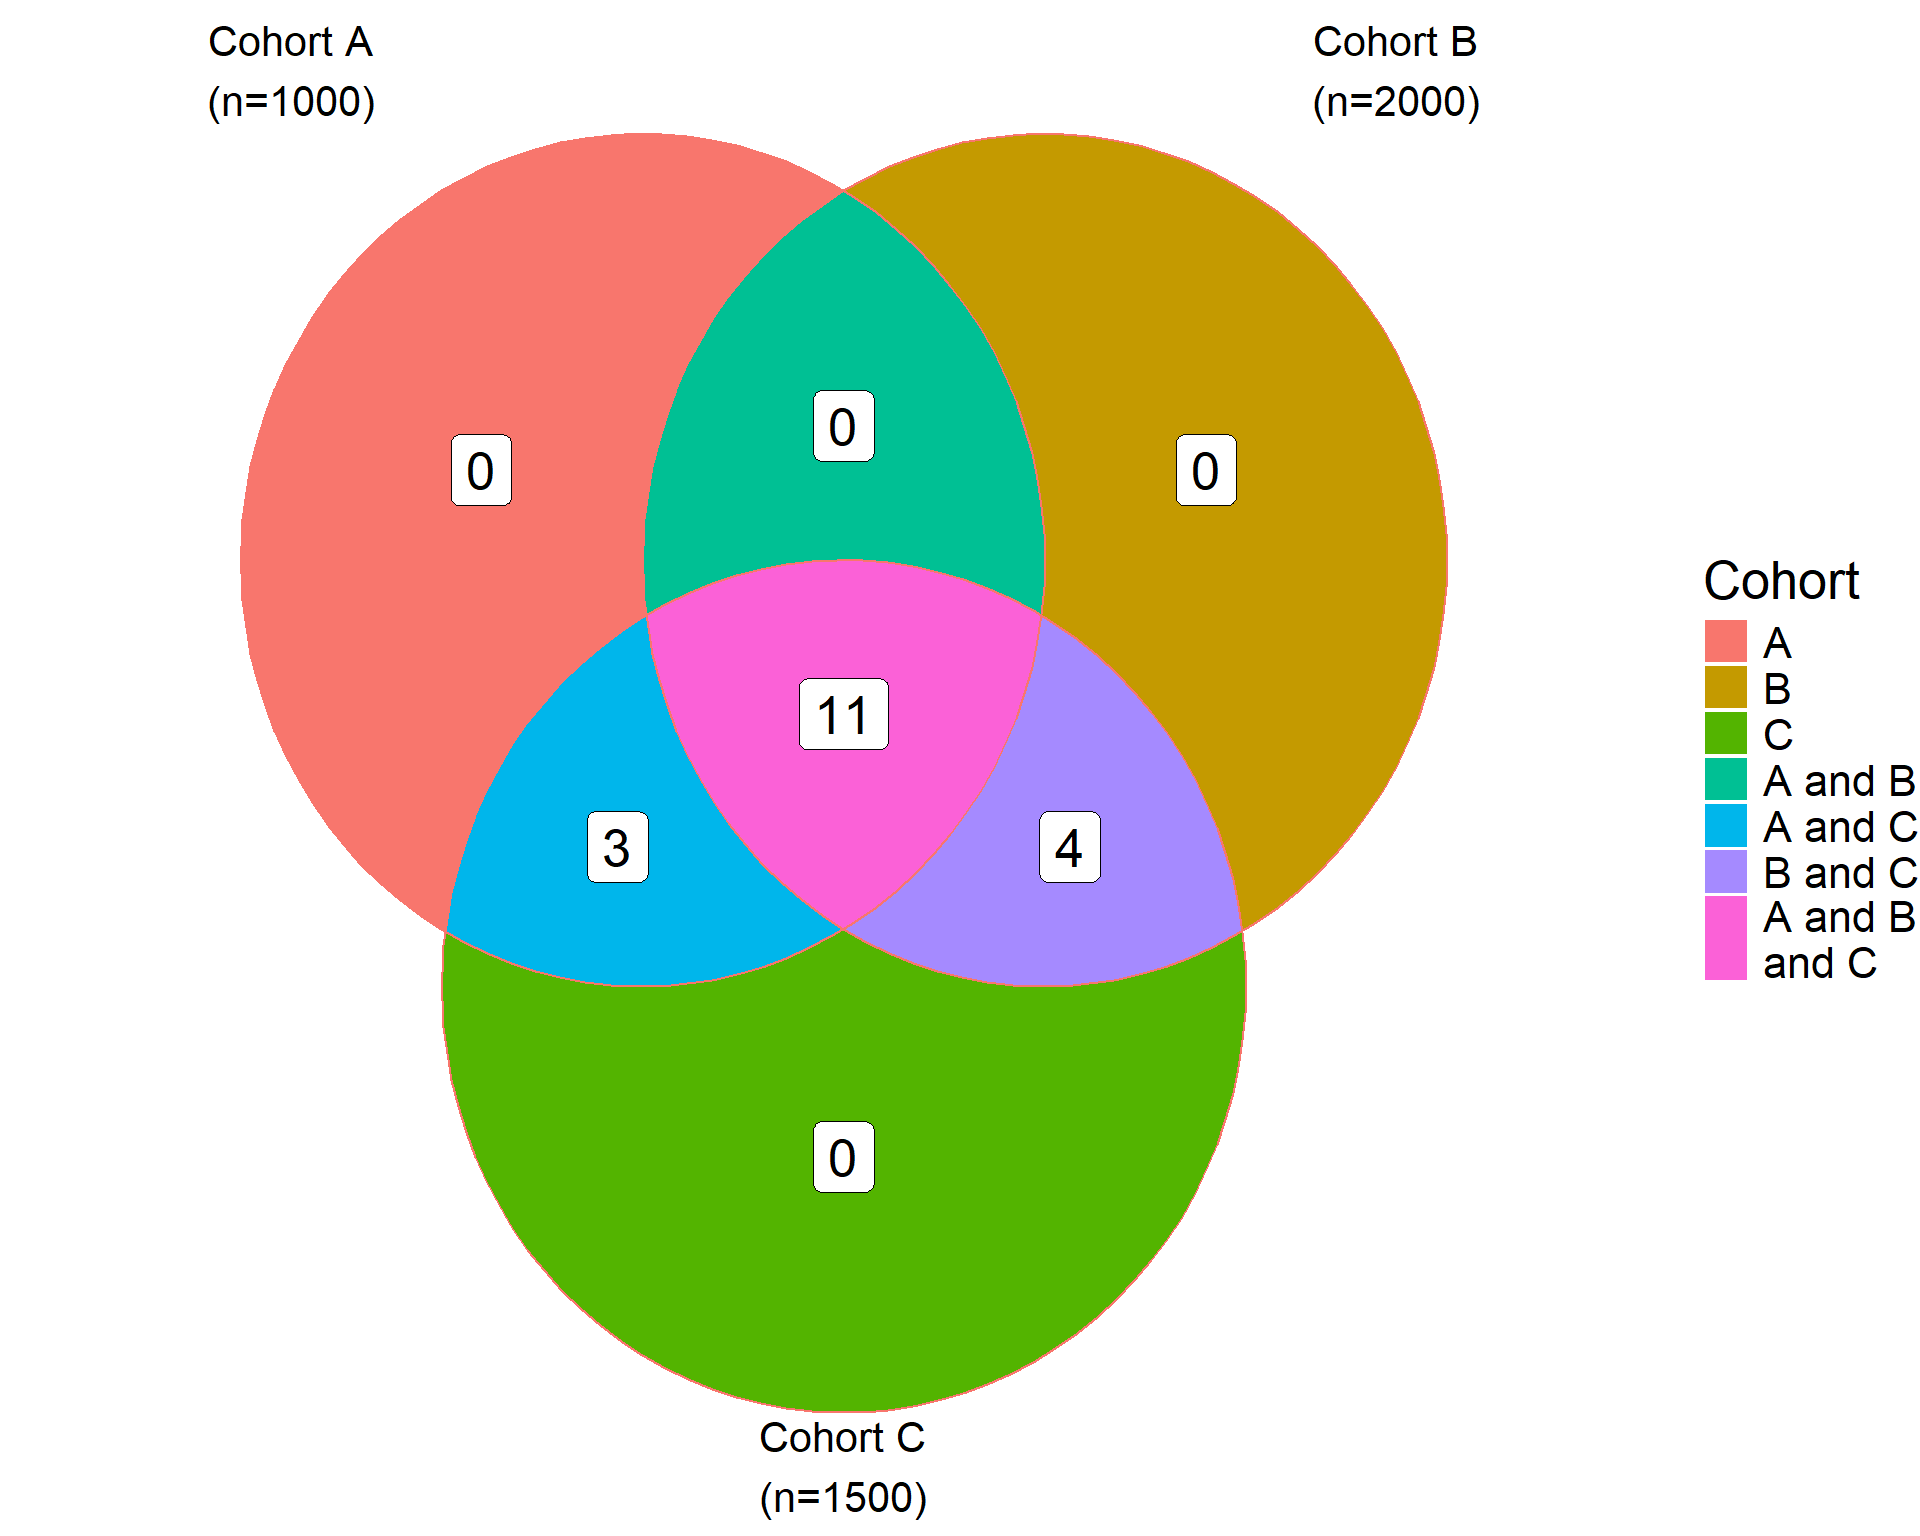 Cohort A
(n=1000)
Cohort B
(n=2000)
0
0
0
11
3
4
0
Cohort C
(n=1500)
Cohort
A
B
C
A and B
A and C
B and C
A and B
and C